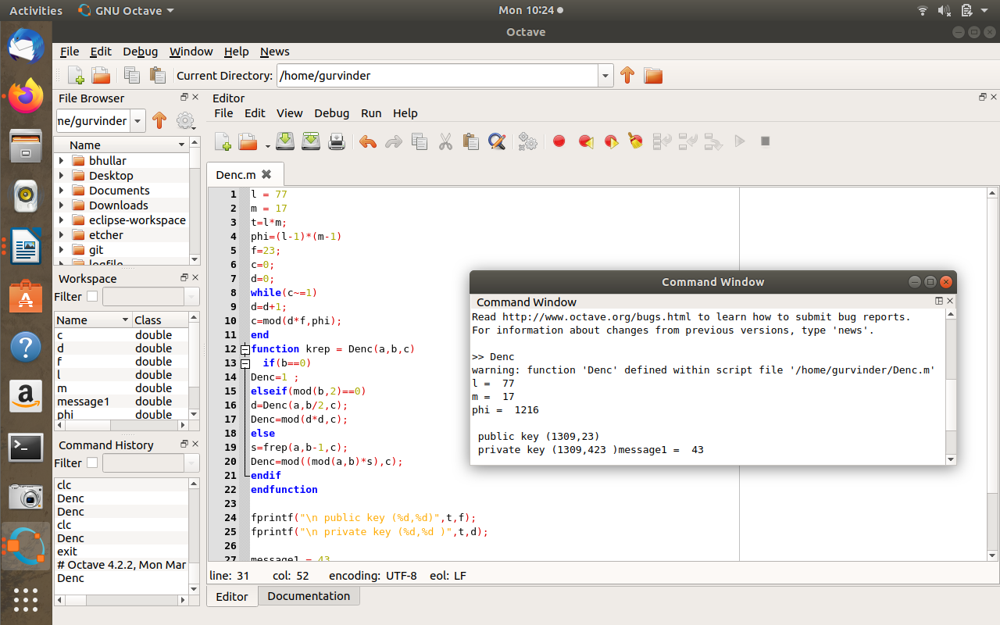 Activities GNU Octave Mon 10:24
Octave
File Edit Debug Window Help News
Current Directory: /home/gurvinder
File Browser
ne/gurvinder
Name
bhullar
Desktop
Documents
Downloads
eclipse-workspace
etcher
git
logfile
Workspace
Filter
Name Class
c double
d double
f double
l double
m double
message1 double
phi double
Command History
Filter
clc
Denc
Denc
clc
Denc
exit
# Octave 4.2.2, Mon Mar
Denc
Editor
File Edit View Debug Run Help
Denc.m
1 l = 77
2 m = 17
3 t=l*m;
4 phi=(l-1)*(m-1)
5 f=23;
6 c=0;
7 d=0;
8 while(c~=1)
9 d=d+1;
10 c=mod(d*f,phi);
11 end
12 function krep = Denc(a,b,c)
13 if(b==0)
14 Denc=1 ;
15 elseif(mod(b,2)==0)
16 d=Denc(a,b/2,c);
17 Denc=mod(d*d,c);
18 else
19 s=frep(a,b-1,c);
20 Denc=mod((mod(a,b)*s),c);
21 endif
22 endfunction
23
24 fprintf("\n public key (%d,%d)",t,f);
25 fprintf("\n private key (%d,%d )",t,d);
26
27 message1 = 43
line: 31 col: 52 encoding: UTF-8 eol: LF
Editor Documentation
Command Window
Command Window
Read http://www.octave.org/bugs.html to learn how to submit bug reports.
For information about changes from previous versions, type 'news'.
>> Denc
warning: function 'Denc' defined within script file '/home/gurvinder/Denc.m'
l = 77
m = 17
phi = 1216
public key (1309,23)
private key (1309,423 )message1 = 43